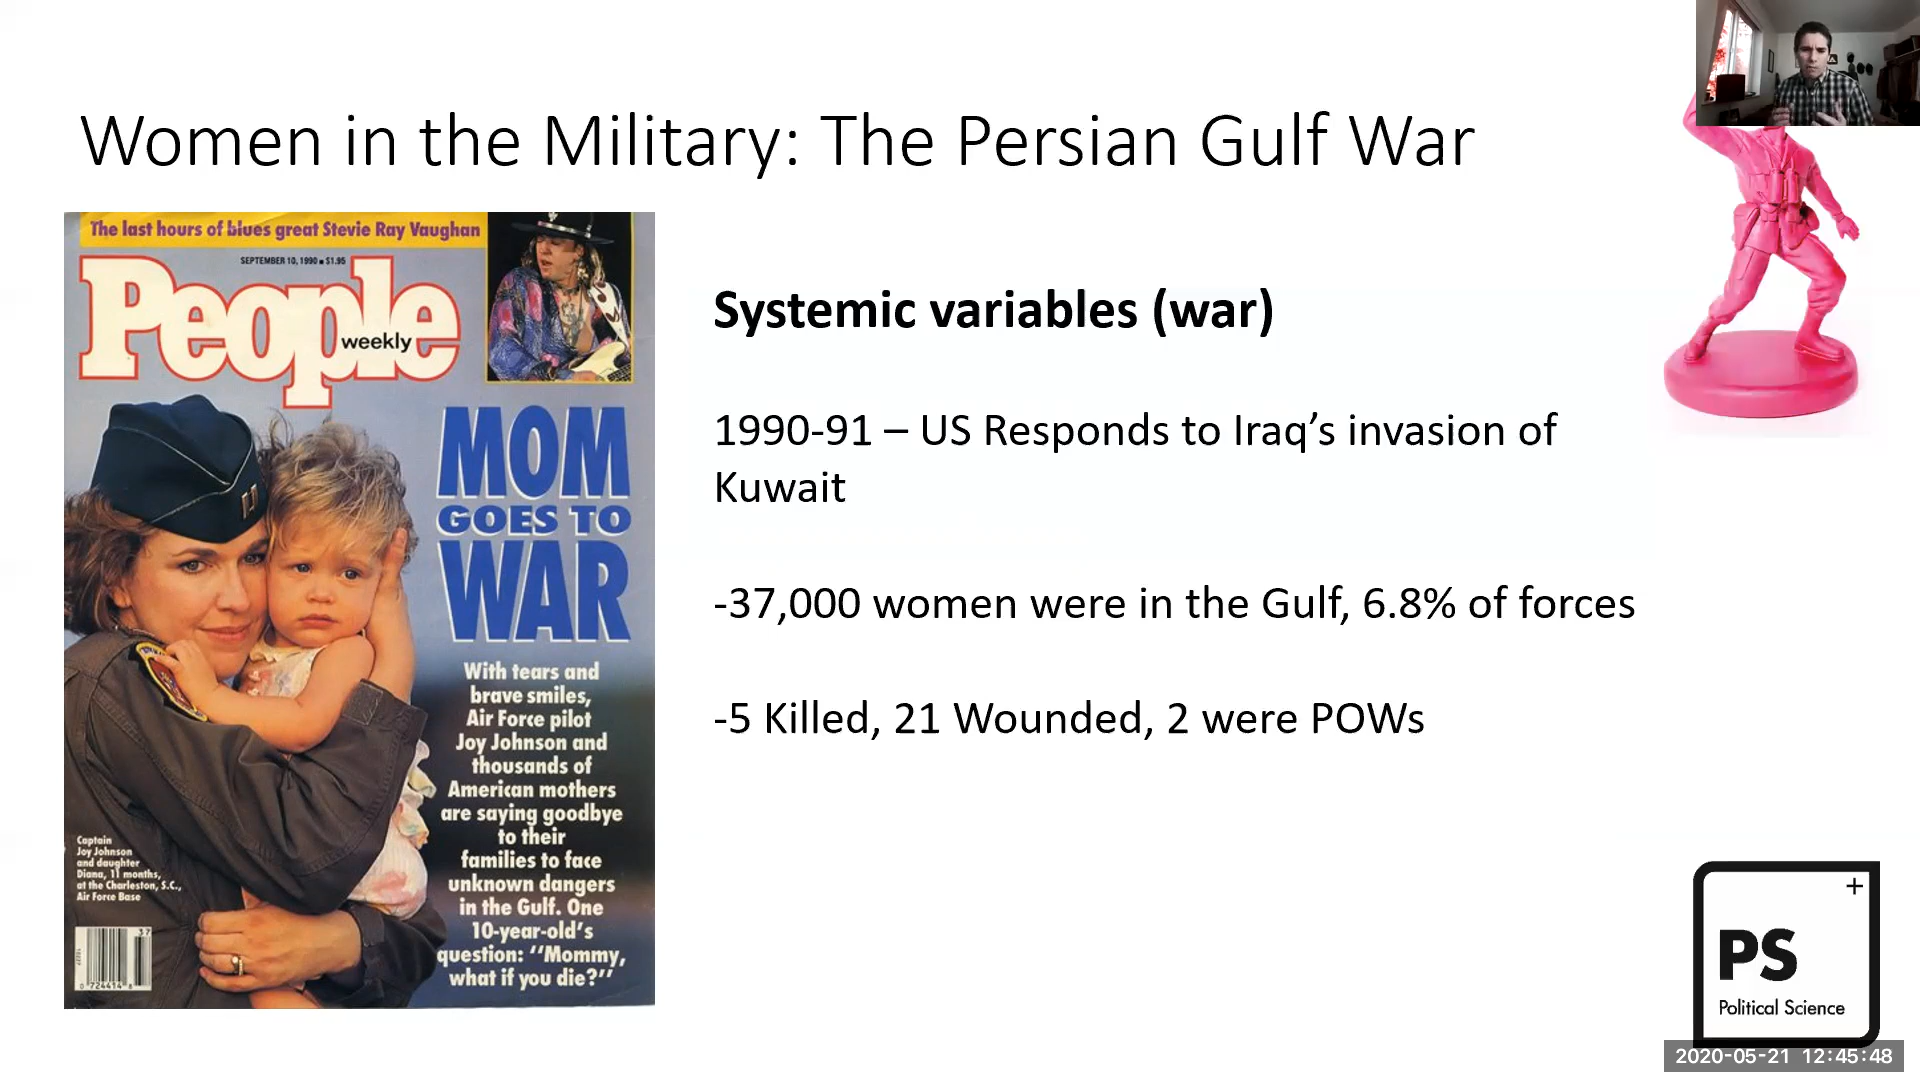 Women in the Military: The Persian Gulf War
The last hours of blues great Stevie Ray Vaughan
SEPTEMBER 10, 1990 ■ $1.95
People
weekly
MOM
GOES TO
WAR
With tears and
brave smiles,
Air Force pilot
Joy Johnson and
thousands of
American mothers
are saying goodbye
to their
families to face
unknown dangers
in the Gulf. One
10-year-old's
question: ‘‘Mommy,
what if you die?’’
Captain
Joy Johnson
and daughter
Diana, 11 months,
at the Charleston, S.C.,
Air Force Base
37
0 724414 8
Systemic variables (war)
1990-91 – US Responds to Iraq’s invasion of
Kuwait
-37,000 women were in the Gulf, 6.8% of forces
-5 Killed, 21 Wounded, 2 were POWs
+
PS
Political Science
2020-05-21 12:45:48